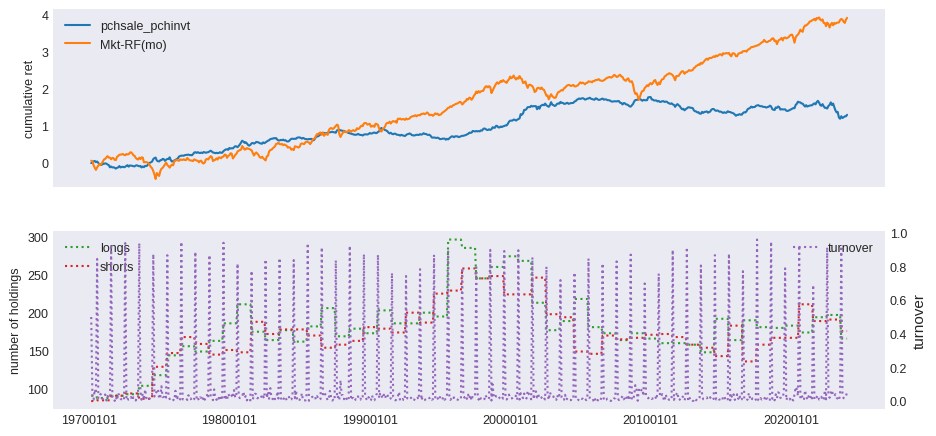 4
3
2
1
0
cumulative ret
pchsale_pchinvt
Mkt-RF(mo)
300
250
200
150
100
number of holdings
longs
shorts
turnover
1.0
0.8
0.6
0.4
0.2
0.0
turnover
19700101 19800101 19900101 20000101 20100101 20200101